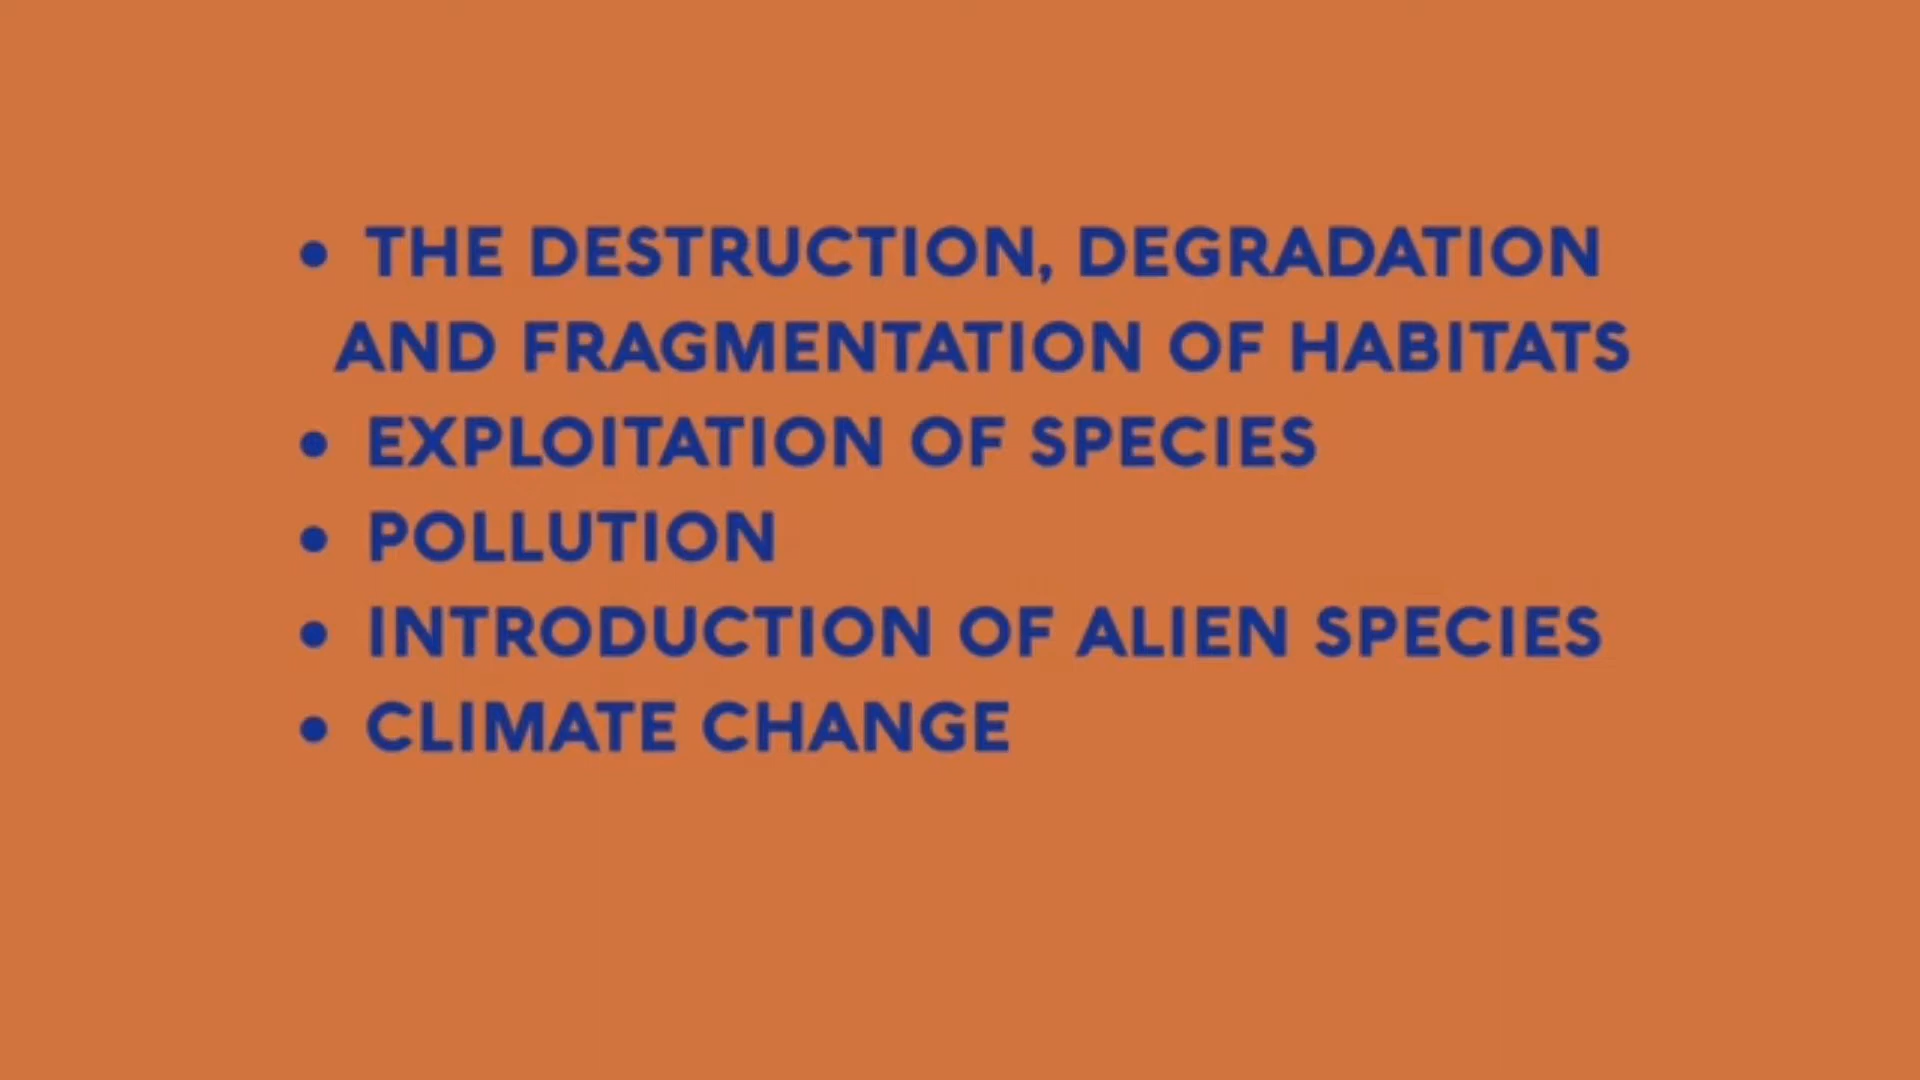 • THE DESTRUCTION, DEGRADATION
AND FRAGMENTATION OF HABITATS
• EXPLOITATION OF SPECIES
• POLLUTION
• INTRODUCTION OF ALIEN SPECIES
• CLIMATE CHANGE